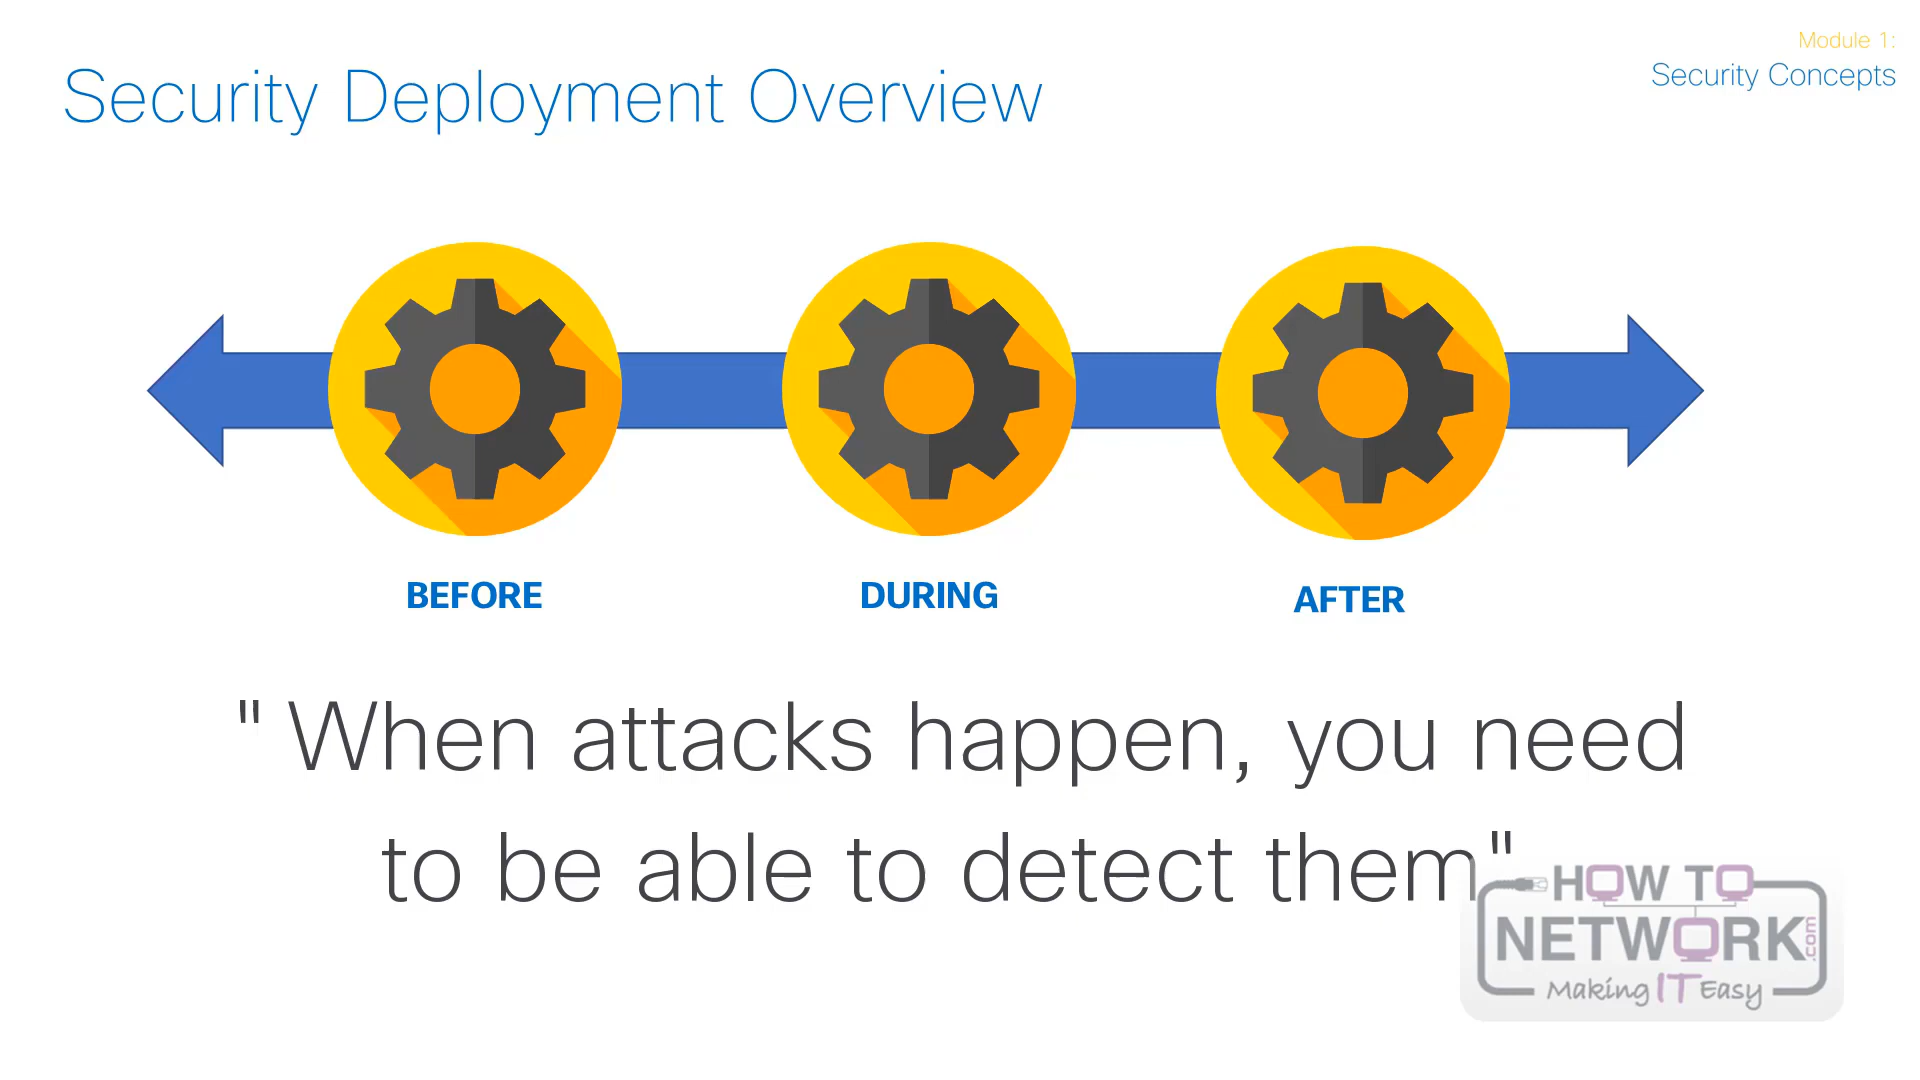 Module 1:
Security Concepts
Security Deployment Overview
BEFORE
DURING
AFTER
" When attacks happen, you need
to be able to detect them"
HOW TO
NETWORK.com
Making IT Easy